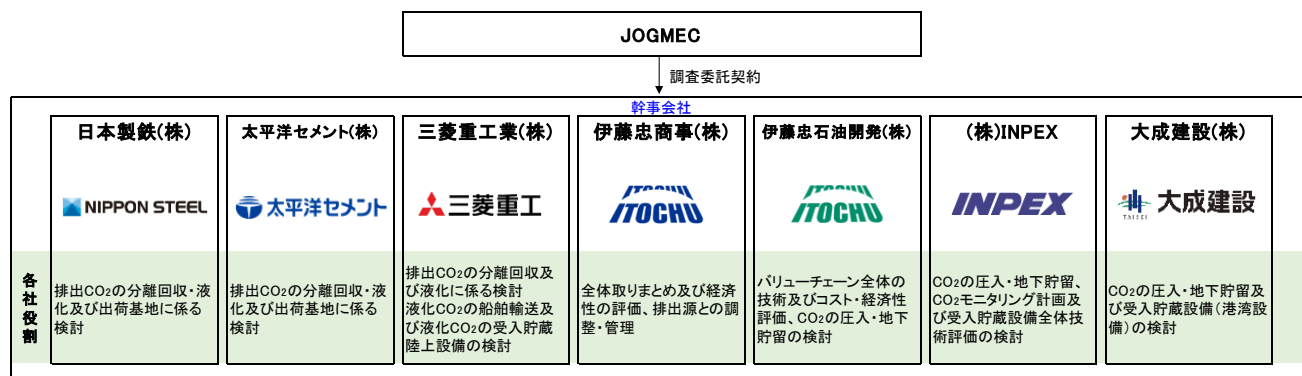 JOGMEC
調査委託契約
幹事会社
日本製鉄(株)
NIPPON STEEL
太平洋セメント(株)
太平洋セメント
三菱重工業(株)
三菱重工
伊藤忠商事(株)
ITOCHU
伊藤忠石油開発(株)
ITOCHU
(株)INPEX
INPEX
大成建設(株)
TAISEI
大成建設
各社役割
排出CO2の分離回収・液
化及び出荷基地に係る
検討
排出CO2の分離回収・液
化及び出荷基地に係る
検討
排出CO2の分離回収及
び液化に係る検討
液化CO2の船舶輸送及
び液化CO2の受入貯蔵
陸上設備の検討
全体取りまとめ及び経済
性の評価、排出源との調
整・管理
バリューチェーン全体の
技術及びコスト・経済性
評価、CO2の圧入・地下
貯留の検討
CO2の圧入・地下貯留、
CO2モニタリング計画及
び受入貯蔵設備全体技
術評価の検討
CO2の圧入・地下貯留及
び受入貯蔵設備（港湾設
備）の検討